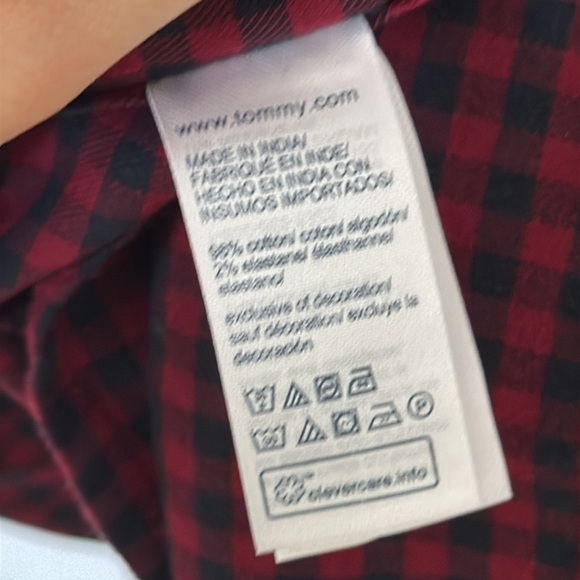 www.tommy.com
MADE IN INDIA/
FABRIQUÉ EN INDE/
HECHO EN INDIA CON
INSUMOS IMPORTADOS/
98% cotton/ coton/ algodón/
2% elastane/ élasthanne/
elastano/
exclusive of decoration/
sauf décoration/ excluye la
decoración
P
clevercare.info